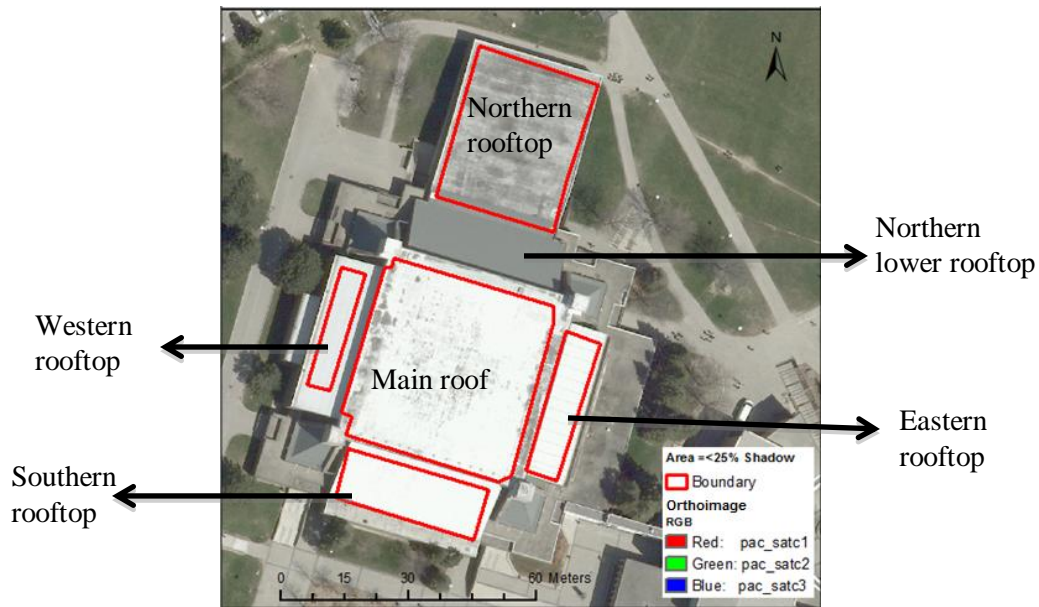 N
Northern
rooftop
Northern
lower rooftop
Western
rooftop
Main roof
Eastern
rooftop
Southern
rooftop
Area =<25% Shadow
Boundary
Orthoimage
RGB
Red: pac_satc1
Green: pac_satc2
Blue: pac_satc3
0 15 30 60 Meters